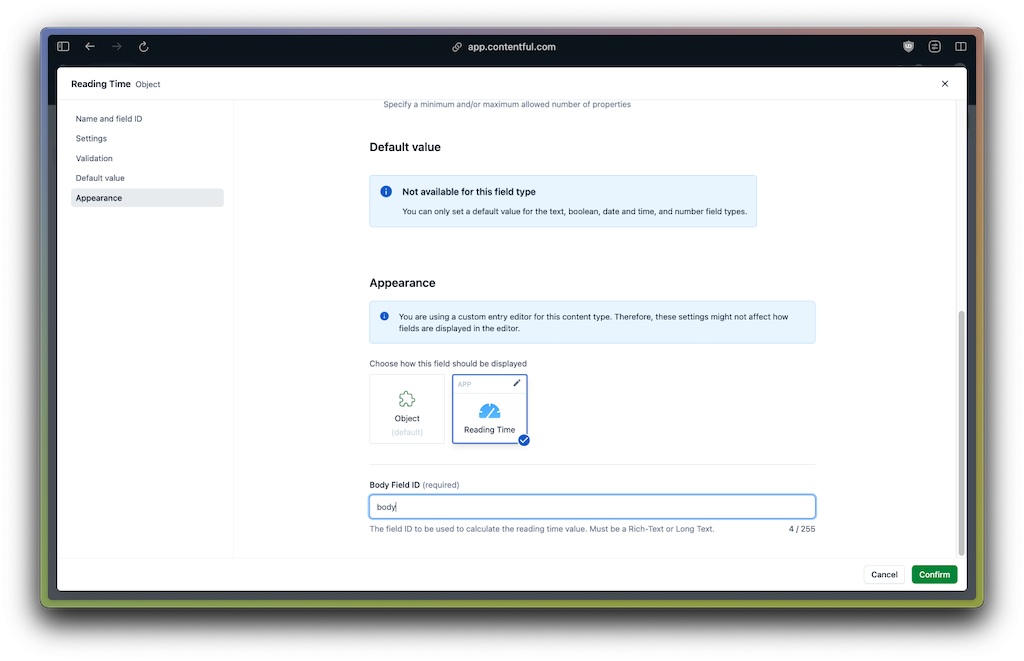 app.contentful.com
Reading Time Object
Name and field ID
Settings
Validation
Default value
Appearance
Specify a minimum and/or maximum allowed number of properties
Default value
Not available for this field type
You can only set a default value for the text, boolean, date and time, and number field types.
Appearance
You are using a custom entry editor for this content type. Therefore, these settings might not affect how
fields are displayed in the editor.
Choose how this field should be displayed
Object
(default)
APP
Reading Time
Body Field ID (required)
body
The field ID to be used to calculate the reading time value. Must be a Rich-Text or Long Text.
4 / 255
Cancel
Confirm